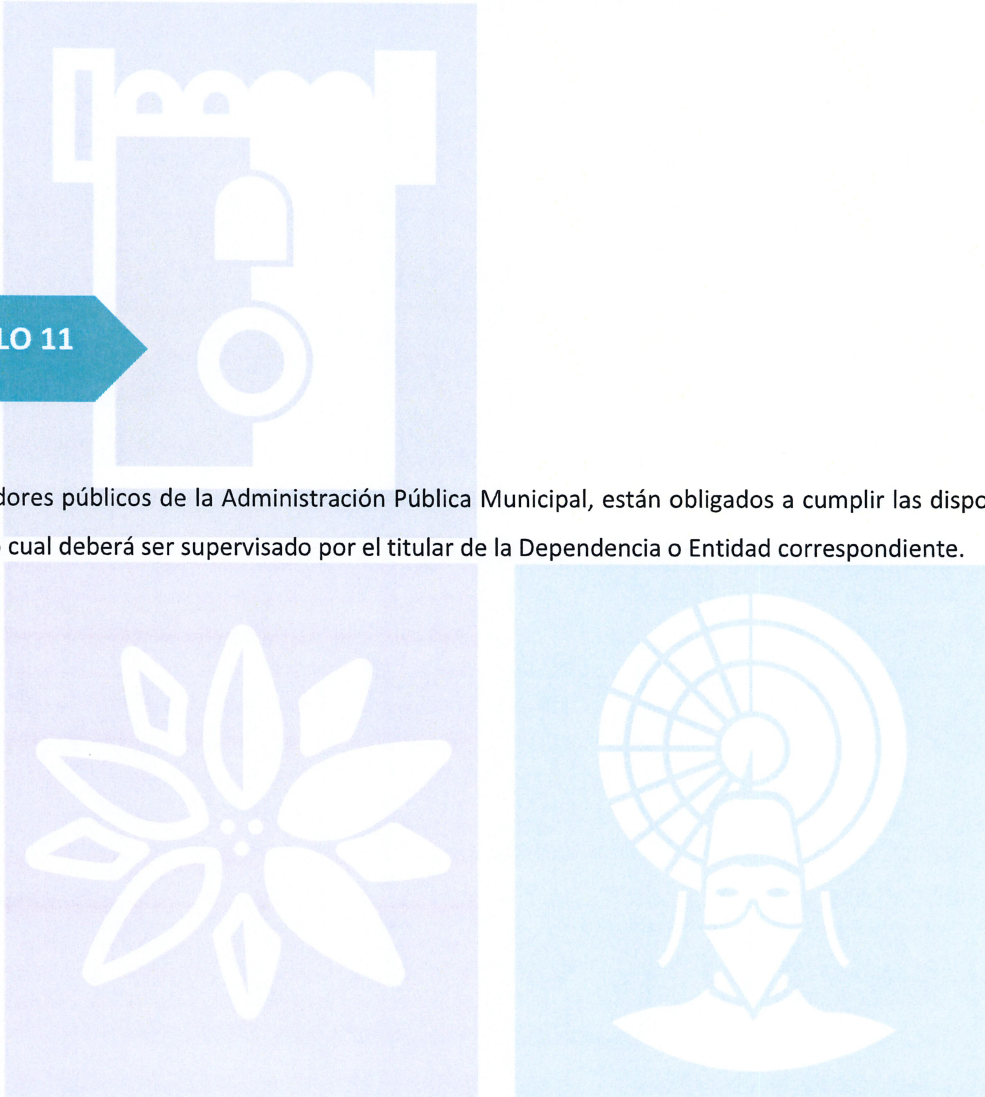 LO 11
dores públicos de la Administración Pública Municipal, están obligados a cumplir las dispo
cual deberá ser supervisado por el titular de la Dependencia o Entidad correspondiente.